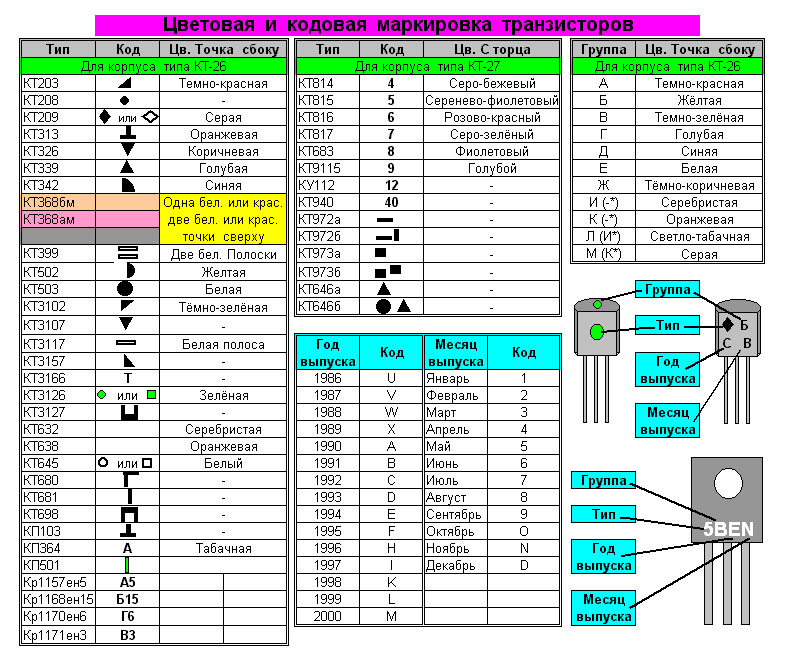 Цветовая и кодовая маркировка транзисторов
Тип Код Цв. Точка сбоку
Для корпуса типа КТ-26
КТ203 Темно-красная
КТ208 -
КТ209 или Серая
КТ313 Оранжевая
КТ326 Коричневая
КТ339 Голубая
КТ342 Синяя
КТ368бм Одна бел. или крас.
КТ368ам две бел. или крас.
точки сверху
КТ399 Две бел. Полоски
КТ502 Желтая
КТ503 Белая
КТ3102 Тёмно-зелёная
КТ3107 -
КТ3117 Белая полоса
КТ3157 -
КТ3166 Т -
КТ3126 или Зелёная
КТ3127 -
КТ632 Серебристая
КТ638 Оранжевая
КТ645 или Белый
КТ680 -
КТ681 -
КТ698 -
КП103 -
КП364 А Табачная
КП501
Кр1157ен5 А5
Кр1168ен15 Б15
Кр1170ен6 Г6
Кр1171ен3 В3
Тип Код Цв. С торца
Для корпуса типа КТ-27
КТ814 4 Серо-бежевый
КТ815 5 Серенево-фиолетовый
КТ816 6 Розово-красный
КТ817 7 Серо-зелёный
КТ683 8 Фиолетовый
КТ9115 9 Голубой
КУ112 12 -
КТ940 40 -
КТ972а -
КТ972б -
КТ973а -
КТ973б -
КТ646а -
КТ646б -
Год выпуска Код Месяц выпуска Код
1986 U Январь 1
1987 V Февраль 2
1988 W Март 3
1989 X Апрель 4
1990 A Май 5
1991 B Июнь 6
1992 C Июль 7
1993 D Август 8
1994 E Сентябрь 9
1995 F Октябрь O
1996 H Ноябрь N
1997 I Декабрь D
1998 K
1999 L
2000 M
Группа Цв. Точка сбоку
Для корпуса типа КТ-26
А Темно-красная
Б Жёлтая
В Темно-зелёная
Г Голубая
Д Синяя
Е Белая
Ж Тёмно-коричневая
И (-*) Серебристая
К (-*) Оранжевая
Л (И*) Светло-табачная
М (К*) Серая
Группа
Тип
Б
С В
Год
выпуска
Месяц
выпуска
Группа
Тип
5BEN
Год
выпуска
Месяц
выпуска